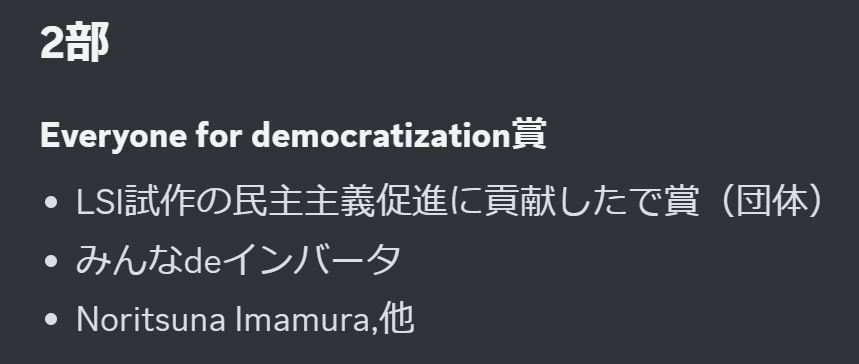 2部
Everyone for democratization賞
• LSI試作の民主主義促進に貢献したで賞（団体）
• みんなdeインバータ
• Noritsuna Imamura,他